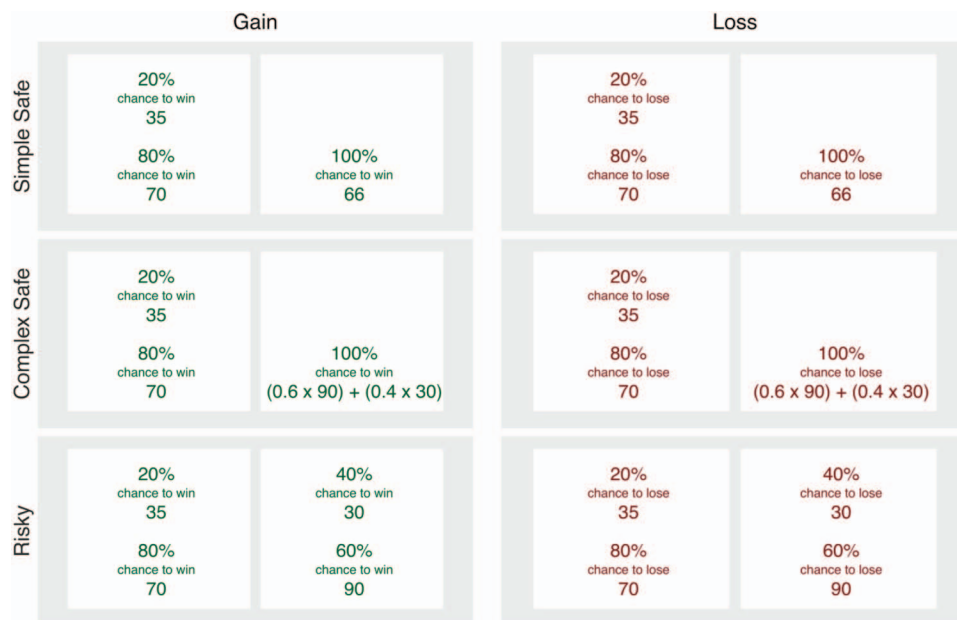 Gain
Loss
Simple Safe
20%
chance to win
35
80%
chance to win
70
100%
chance to win
66
20%
chance to lose
35
80%
chance to lose
70
100%
chance to lose
66
Complex Safe
20%
chance to win
35
80%
chance to win
70
100%
chance to win
(0.6 x 90) + (0.4 x 30)
20%
chance to lose
35
80%
chance to lose
70
100%
chance to lose
(0.6 x 90) + (0.4 x 30)
Risky
20%
chance to win
35
80%
chance to win
70
40%
chance to win
30
60%
chance to win
90
20%
chance to lose
35
80%
chance to lose
70
40%
chance to lose
30
60%
chance to lose
90